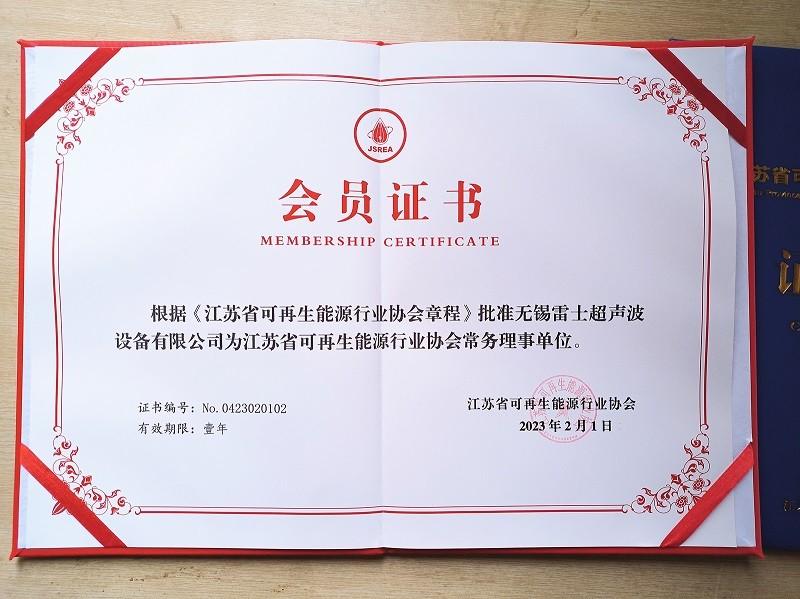 JSREA
会员证书
MEMBERSHIP CERTIFICATE
根据《江苏省可再生能源行业协会章程》批准无锡雷士超声波
设备有限公司为江苏省可再生能源行业协会常务理事单位。
证书编号：No.0423020102
有效期限：壹年
江苏省可再生能源行业协会
2023年2月1日
苏省可